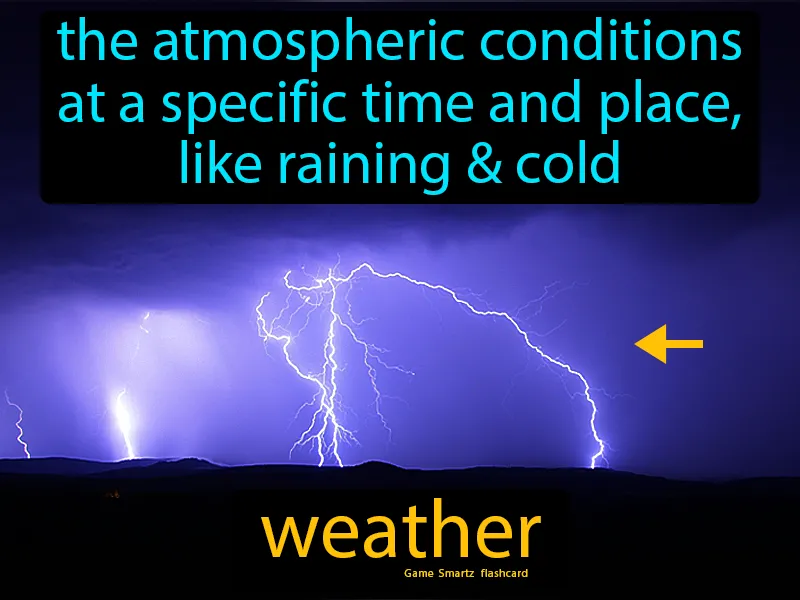 the atmospheric conditions
at a specific time and place,
like raining & cold
weather
Game Smartz flashcard